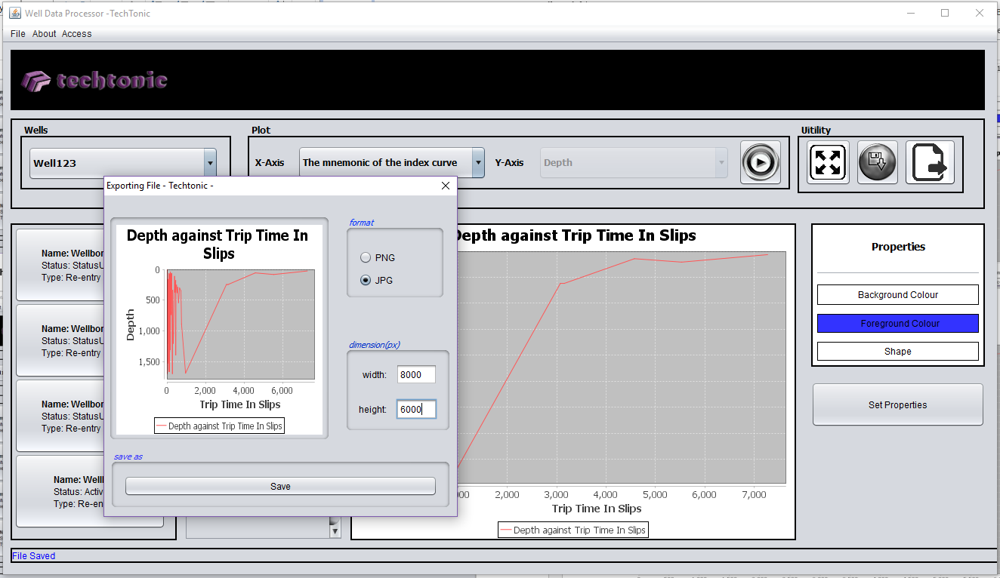 Well Data Processor -TechTonic
File About Access
techtonic
Wells
Plot
Uitility
Well123
X-Axis
The mnemonic of the index curve
Y-Axis
Depth
Exporting File - Techtonic -
Depth against Trip Time In
Slips
0
500
1,000
1,500
Depth
0 2,000 4,000 6,000
Trip Time In Slips
Depth against Trip Time In Slips
format
PNG
JPG
dimension(px)
width: 8000
height: 6000
save as
Save
Name: Wellbor
Status: StatusU
Type: Re-entry
Name: Wellbor
Status: StatusU
Type: Re-entry
Name: Wellbor
Status: StatusU
Type: Re-entry
Name: Well
Status: Activ
Type: Re-en
Depth against Trip Time In Slips
2,000 3,000 4,000 5,000 6,000 7,000
Trip Time In Slips
Depth against Trip Time In Slips
Properties
Background Colour
Foreground Colour
Shape
Set Properties
File Saved